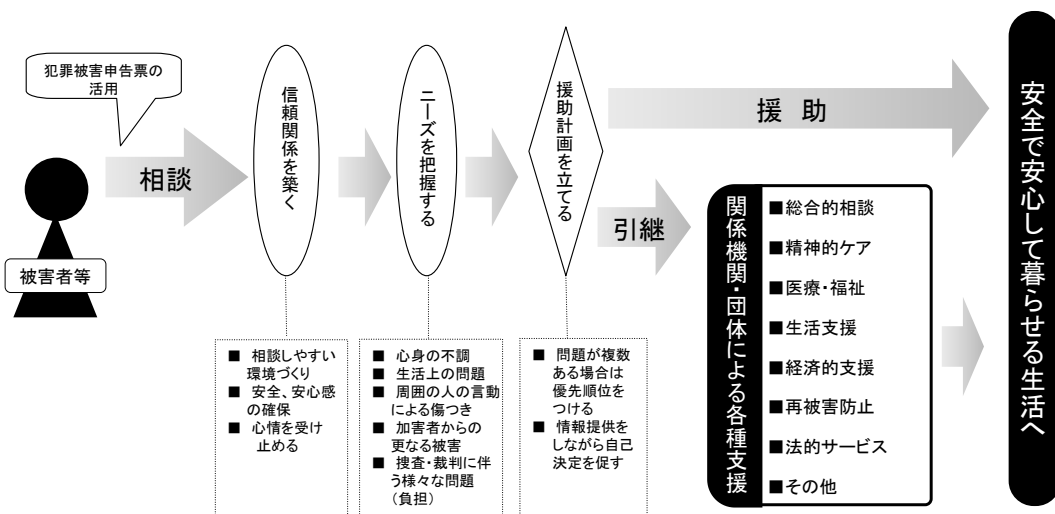 犯罪被害申告票の
活用
被害者等
相談
信頼関係を築く
ニーズを把握する
援助計画を立てる
援 助
引継
■ 相談しやすい
環境づくり
■ 安全、安心感
の確保
■ 心情を受け
止める
■ 心身の不調
■ 生活上の問題
■ 周囲の人の言動
による傷つき
■ 加害者からの
更なる被害
■ 捜査・裁判に伴
う様々な問題
(負担)
■ 問題が複数
ある場合は
優先順位を
つける
■ 情報提供を
しながら自己
決定を促す
関係機関・団体による各種支援
■総合的相談
■精神的ケア
■医療・福祉
■生活支援
■経済的支援
■再被害防止
■法的サービス
■その他
安全で安心して暮らせる生活へ